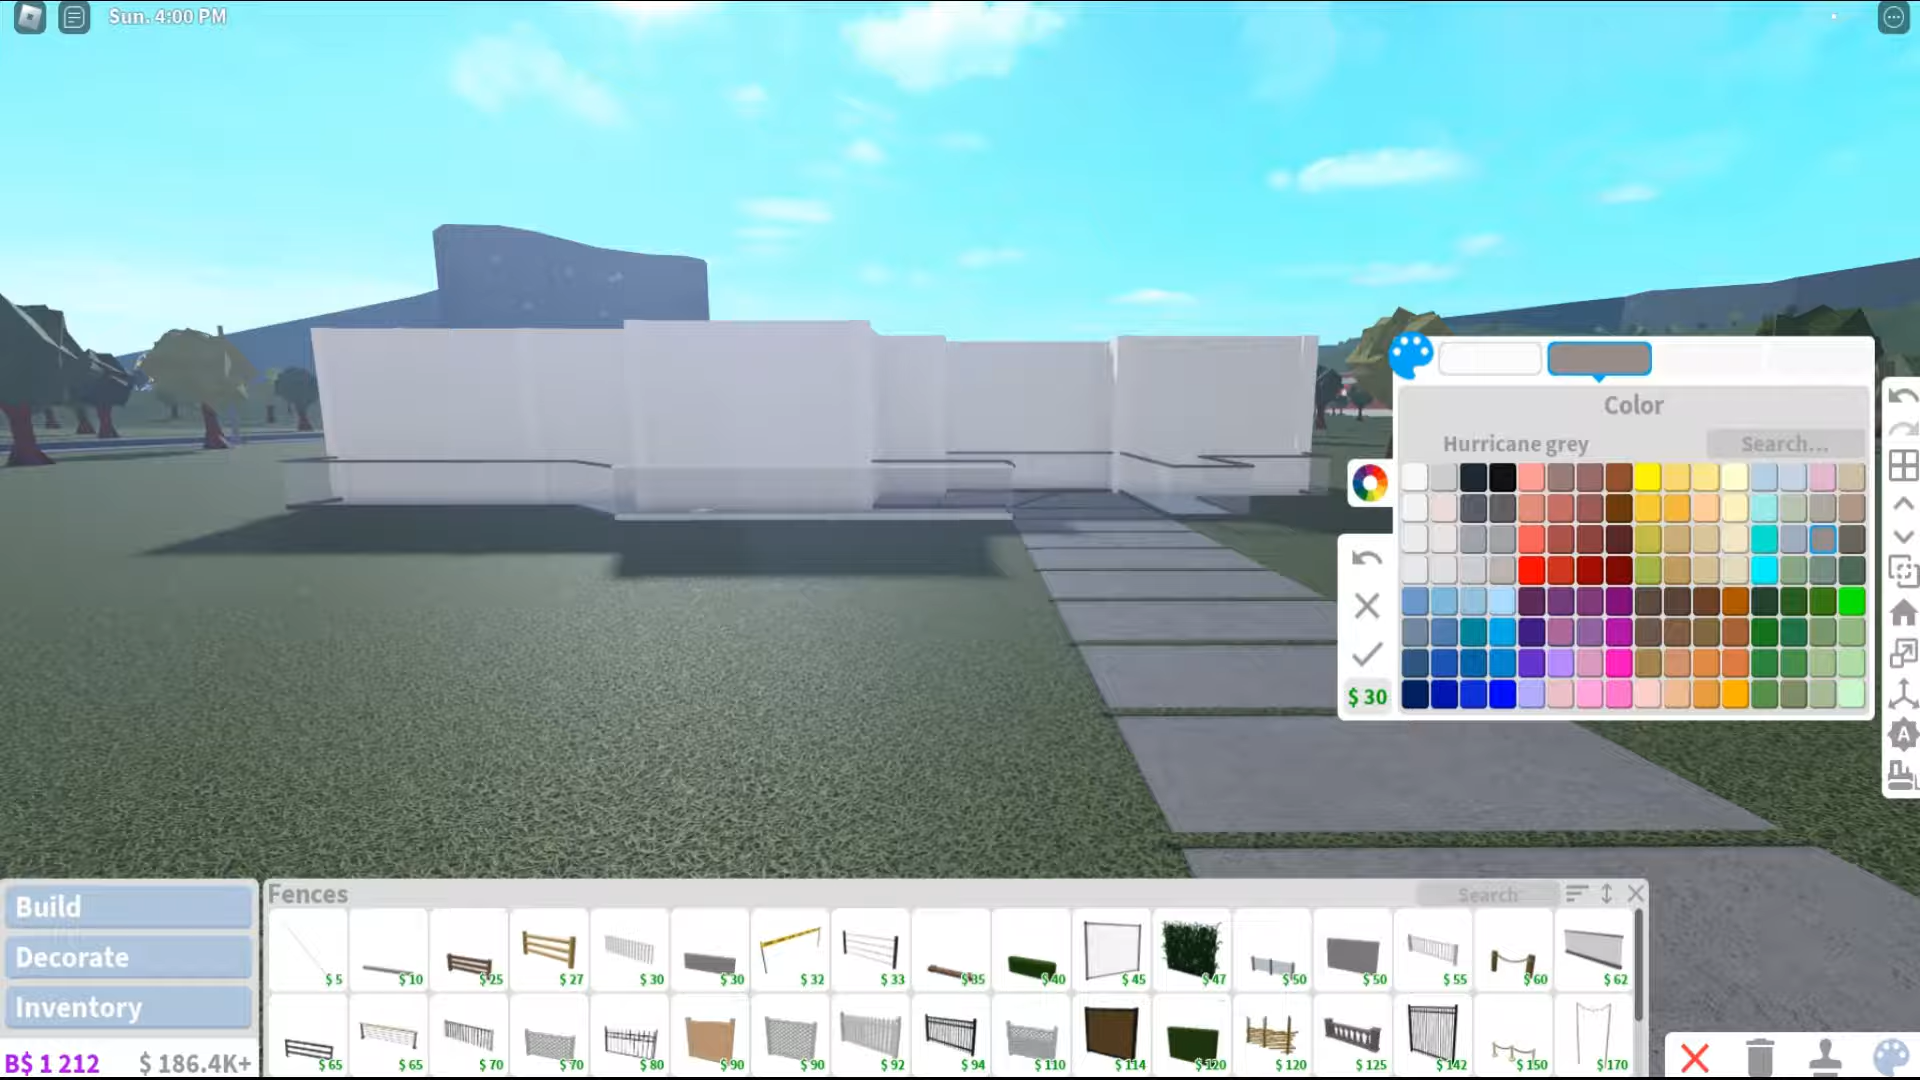 Sun. 4:00 PM
Color
Hurricane grey
Search...
$ 30
A
Build
Decorate
Inventory
B$ 1 212
$ 186.4K+
Fences
Search
$ 5
$ 10
$ 25
$ 27
$ 30
$ 30
$ 32
$ 33
$ 35
$ 40
$ 45
$ 47
$ 50
$ 50
$ 55
$ 60
$ 62
$ 65
$ 65
$ 70
$ 70
$ 80
$ 90
$ 90
$ 92
$ 94
$ 110
$ 114
$ 120
$ 120
$ 125
$ 142
$ 150
$ 170